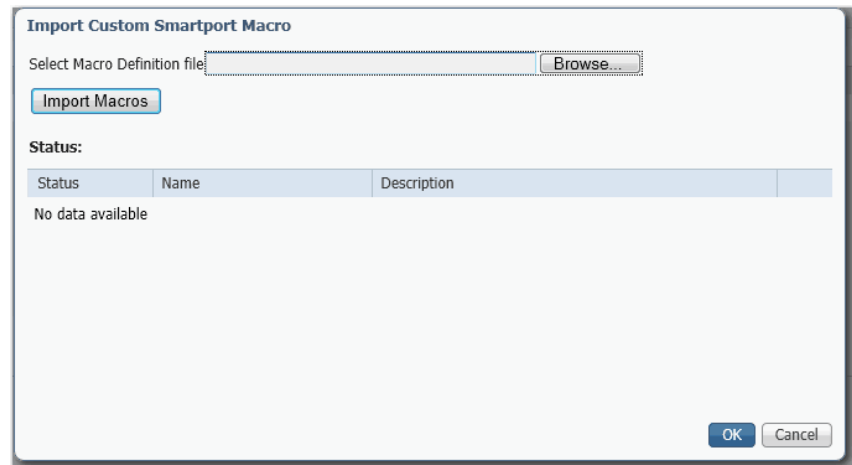 Import Custom Smartport Macro
Select Macro Definition file Browse...
Import Macros
Status:
Status Name Description
No data available
OK Cancel